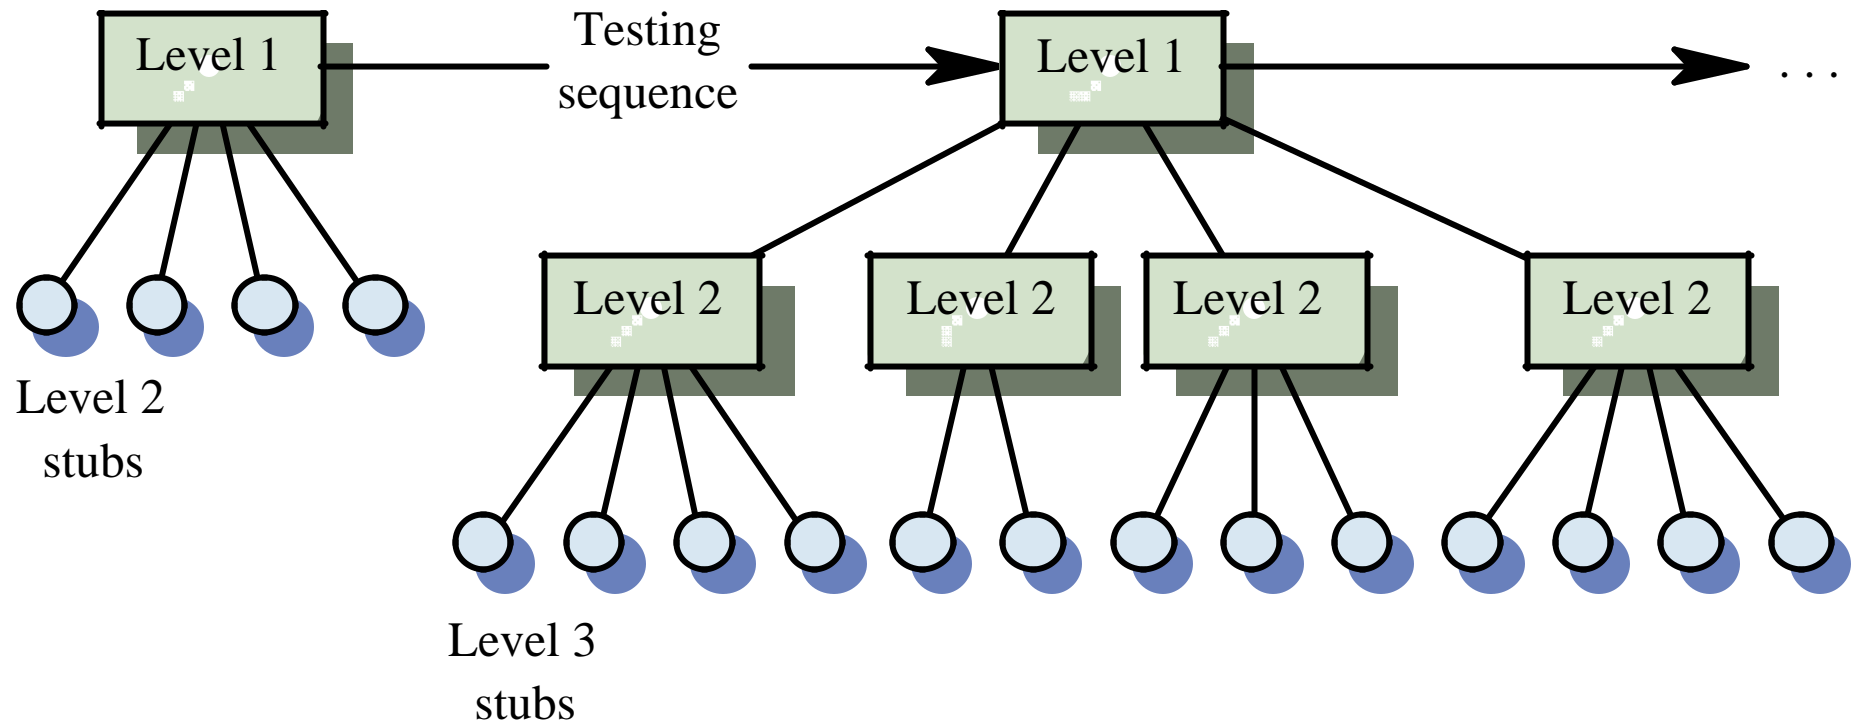 Level 1
Testing
sequence
Level 1
. . .
Level 2
Level 2
Level 2
Level 2
Level 2
stubs
Level 3
stubs